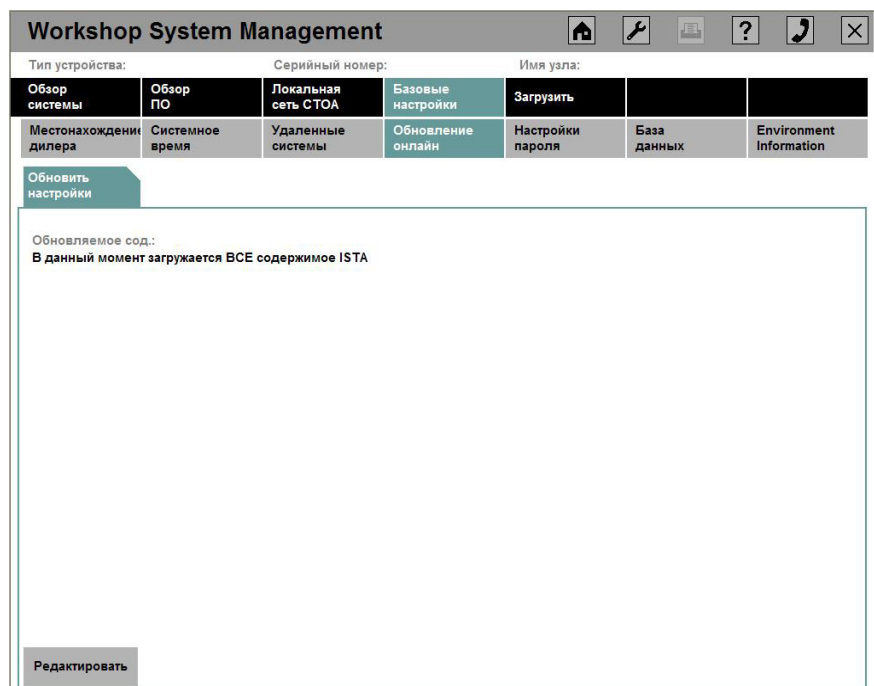 Workshop System Management
?
Тип устройства: Серийный номер: Имя узла:
Обзор системы
Обзор ПО
Локальная сеть СТОА
Базовые настройки
Загрузить
Местонахождение дилера
Системное время
Удаленные системы
Обновление онлайн
Настройки пароля
База данных
Environment Information
Обновить
настройки
Обновляемое сод.:
В данный момент загружается ВСЕ содержимое ISTA
Редактировать